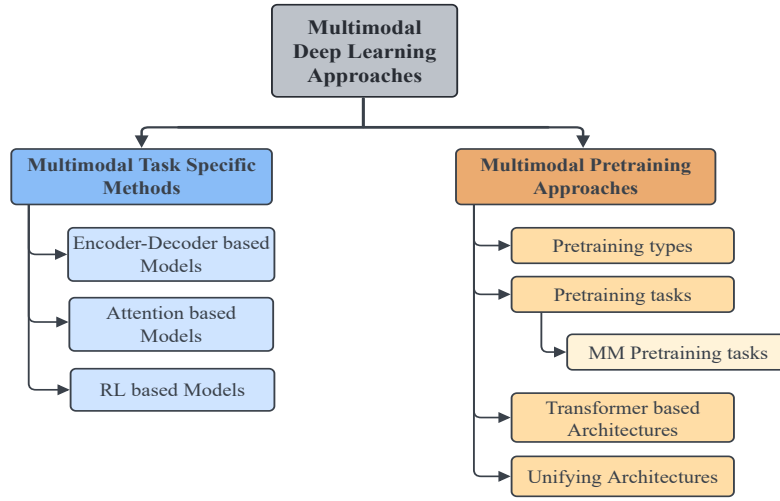 Multimodal
Deep Learning
Approaches
Multimodal Task Specific
Methods
Encoder-Decoder based
Models
Attention based
Models
RL based Models
Multimodal Pretraining
Approaches
Pretraining types
Pretraining tasks
MM Pretraining tasks
Transformer based
Architectures
Unifying Architectures